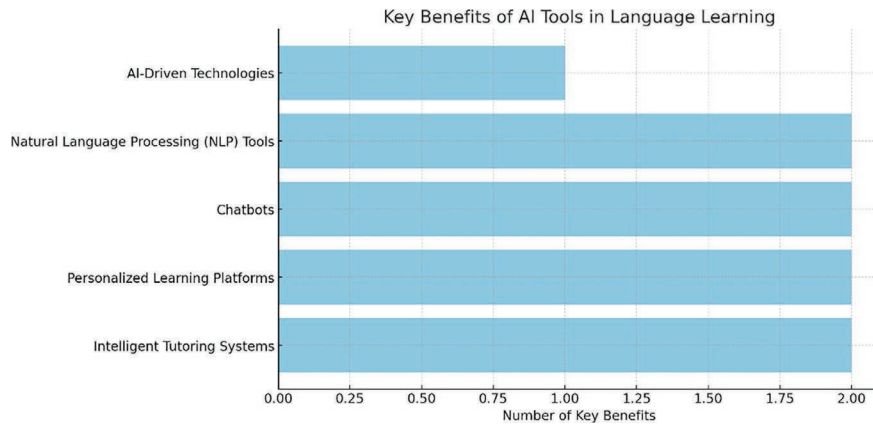 Key Benefits of AI Tools in Language Learning
AI-Driven Technologies
Natural Language Processing (NLP) Tools
Chatbots
Personalized Learning Platforms
Intelligent Tutoring Systems
0.00 0.25 0.50 0.75 1.00 1.25 1.50 1.75 2.00
Number of Key Benefits